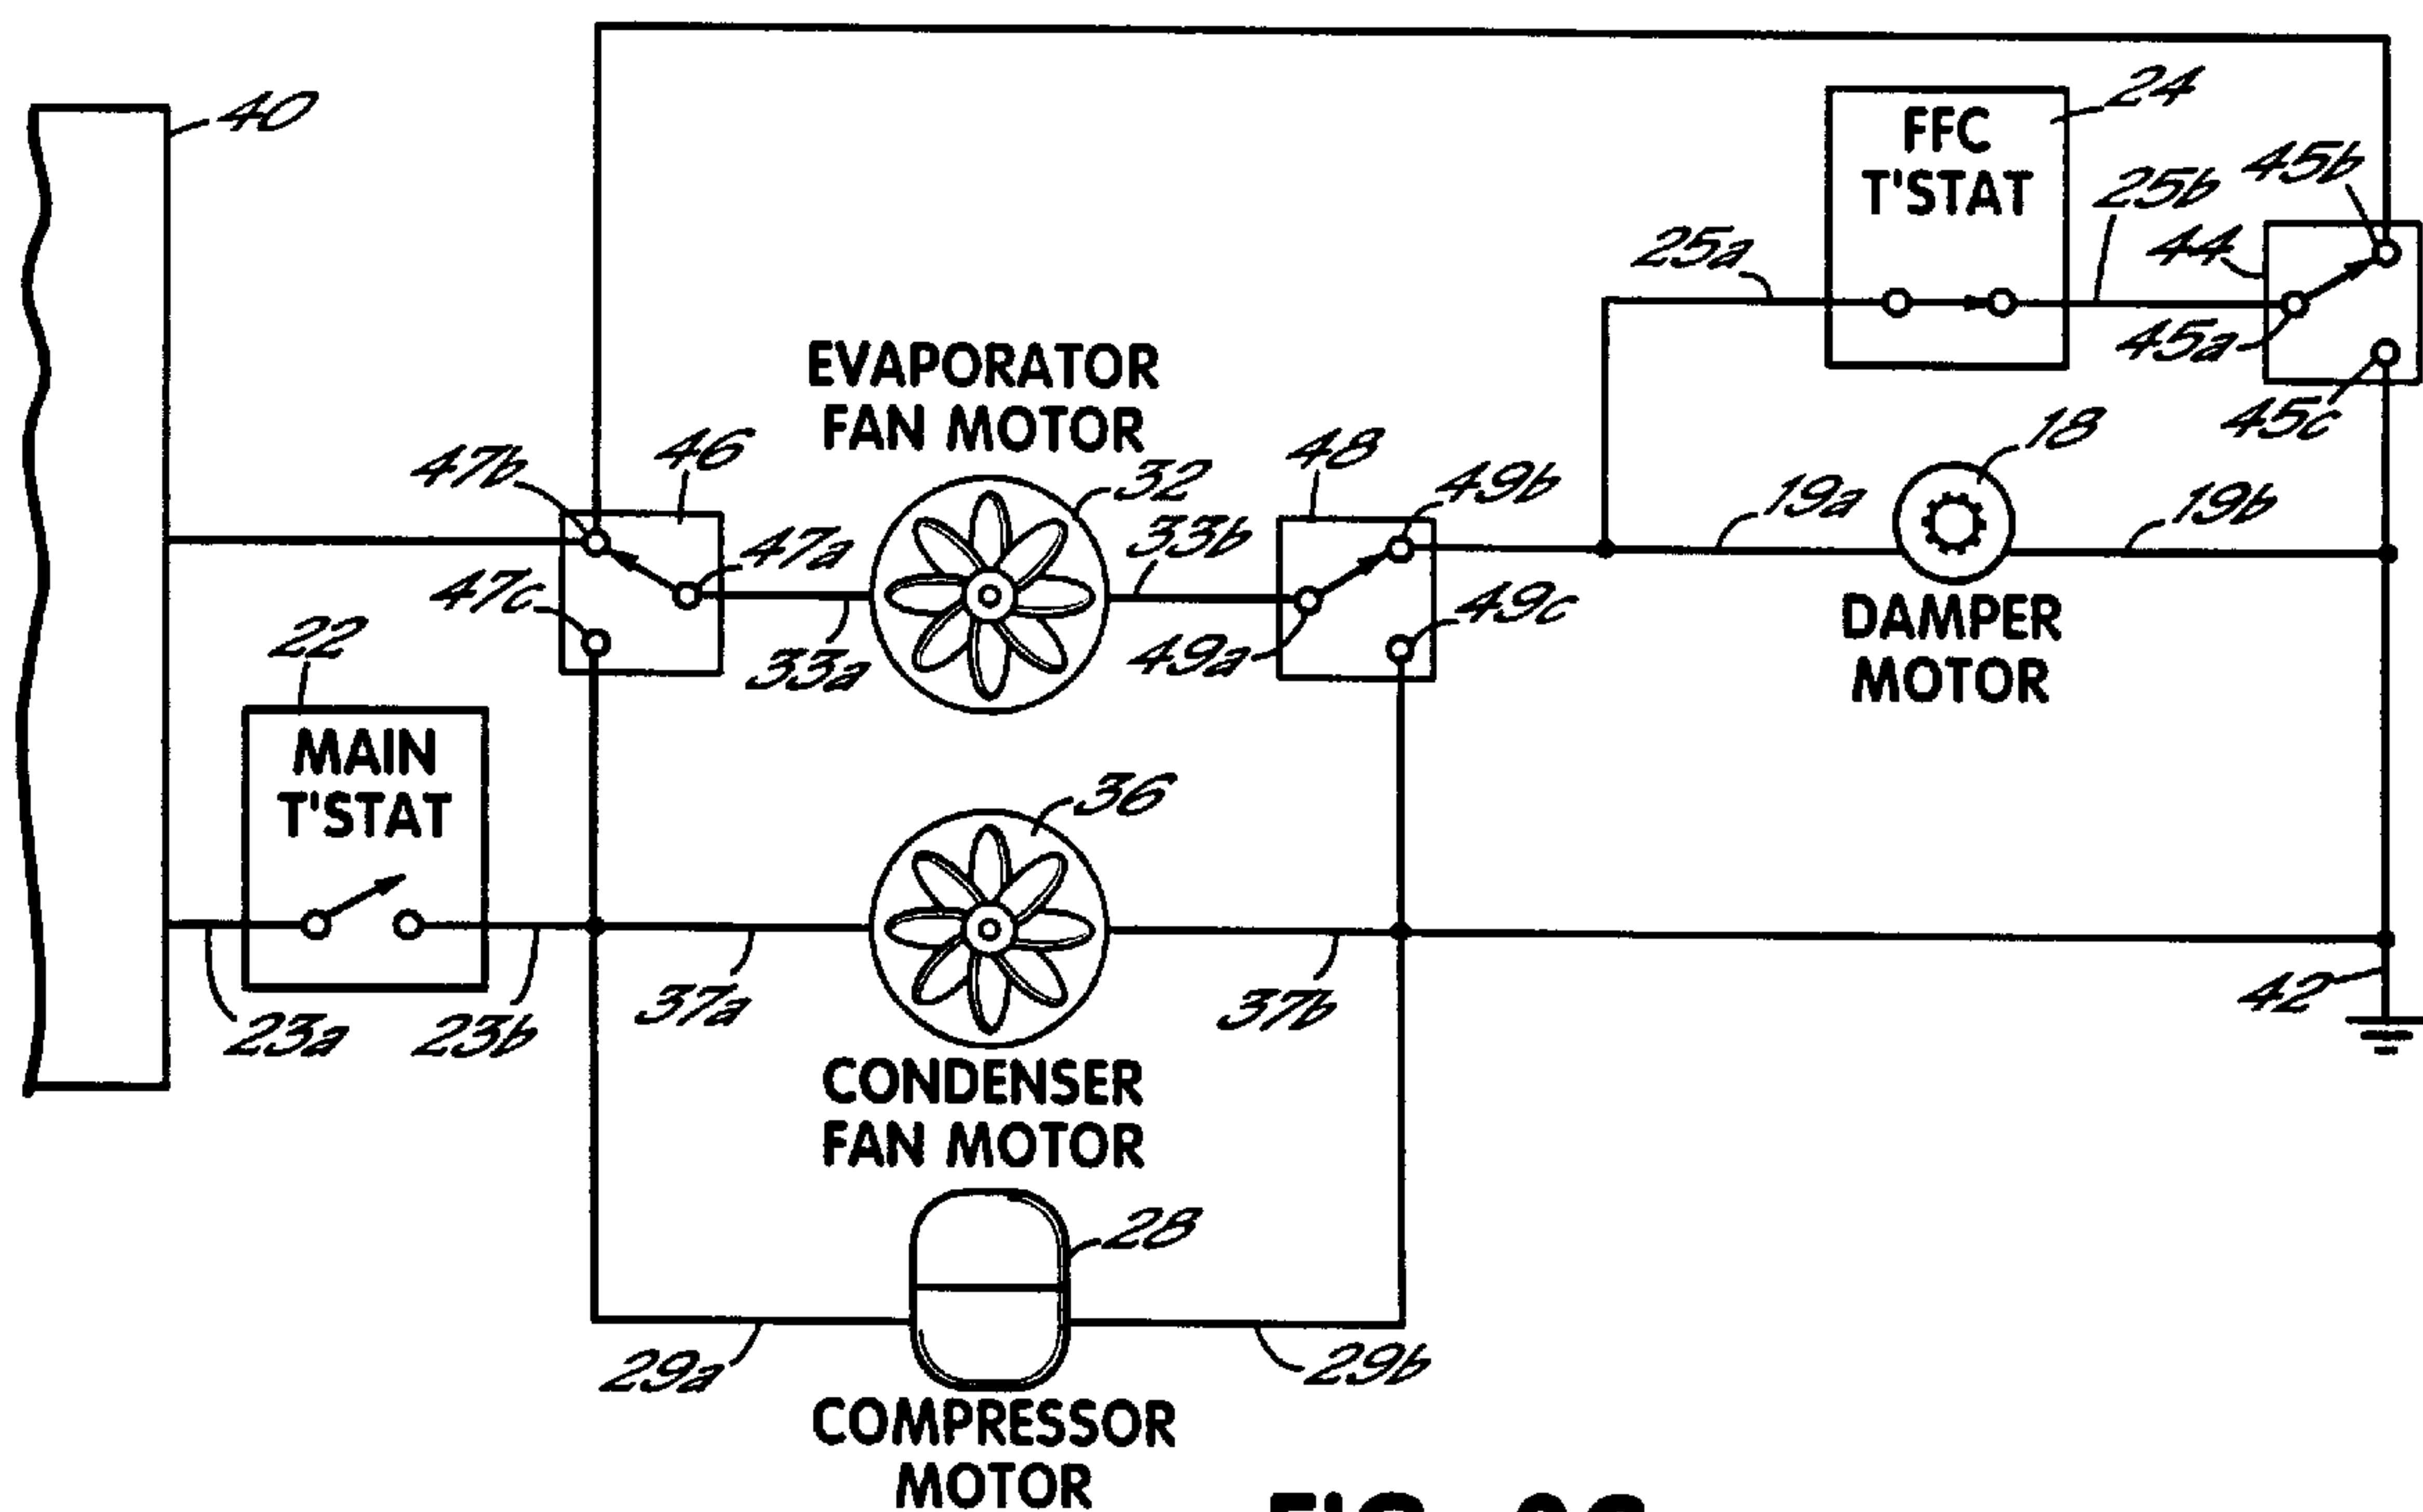 40
24
FFC
T'STAT
45b
25b
44
25a
45a
45c
EVAPORATOR
FAN MOTOR
18
47b
46
32
48
49b
19a
19b
33b
47a
47c
49c
22
33a
49a
DAMPER
MOTOR
MAIN
T'STAT
36
42
37a
37b
23a
23b
CONDENSER
FAN MOTOR
28
29a
29b
COMPRESSOR
MOTOR